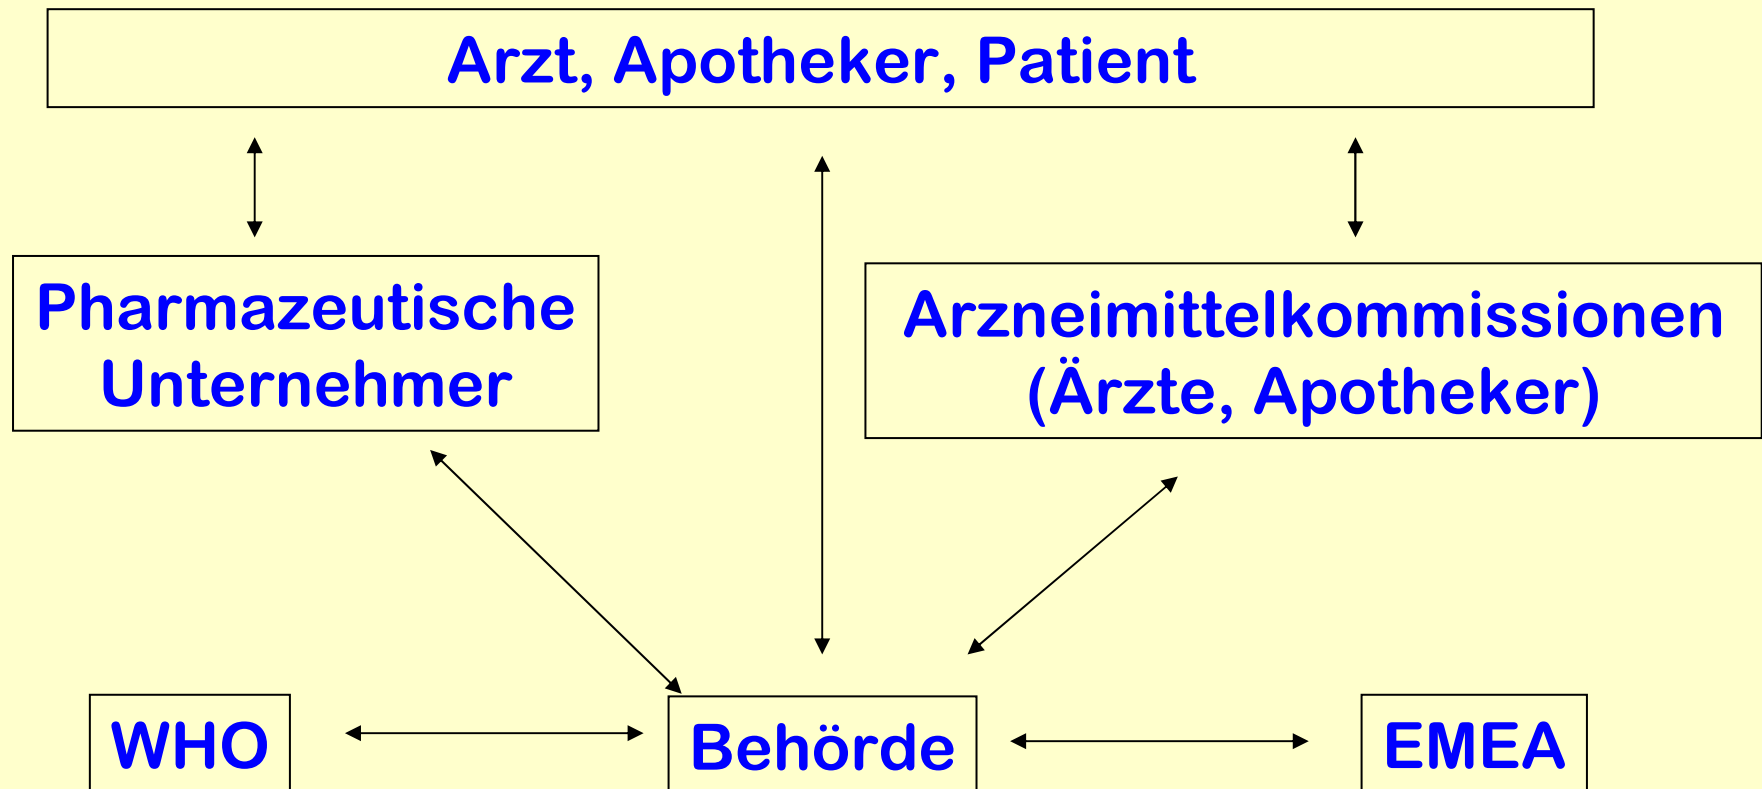 Arzt, Apotheker, Patient
Pharmazeutische
Unternehmer
Arzneimittelkommissionen
(Ärzte, Apotheker)
WHO
Behörde
EMEA